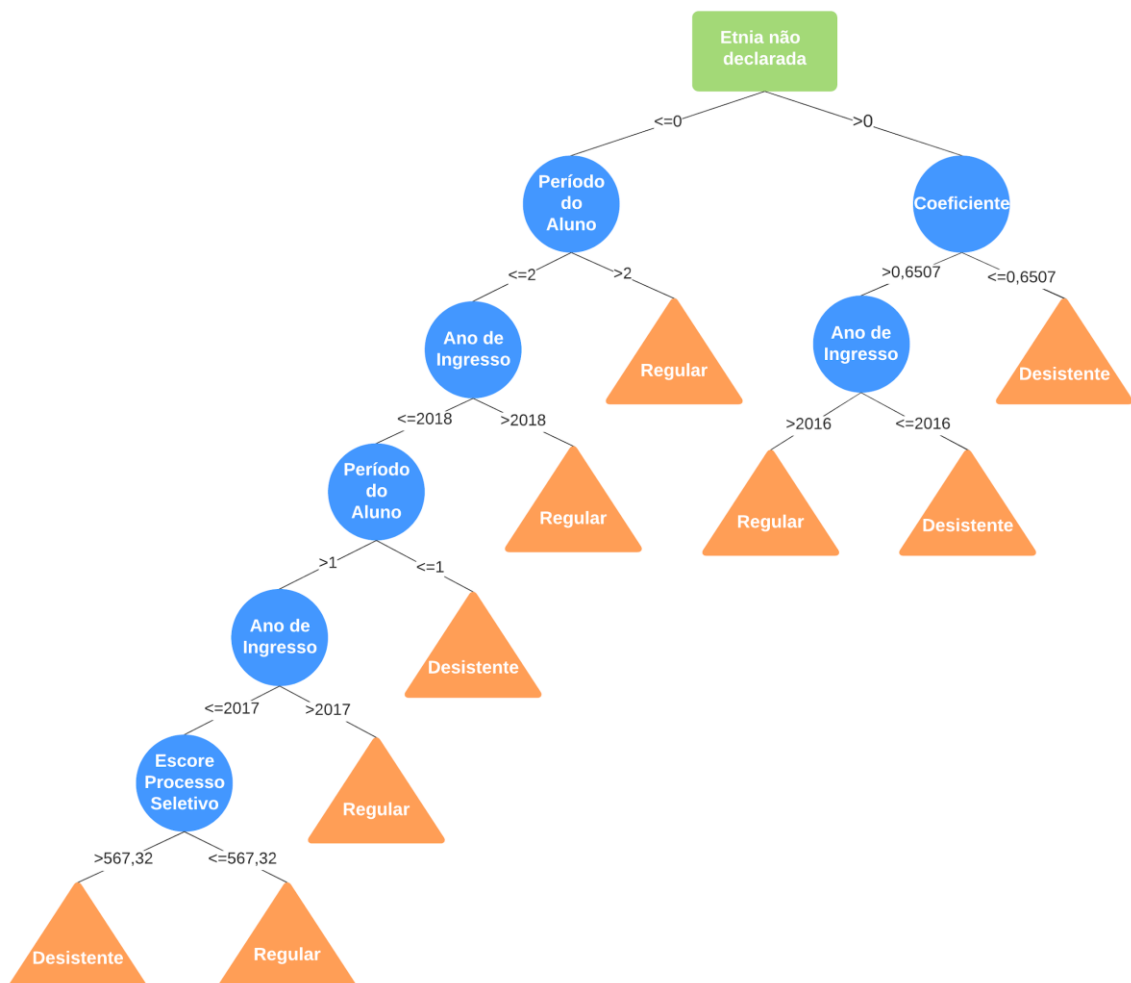 Etnia não
declarada
<=0
>0
Período
do
Aluno
Coeficiente
<=2
>2
>0,6507
<=0,6507
Ano de
Ingresso
Regular
Ano de
Ingresso
Desistente
<=2018
>2018
>2016
<=2016
Período
do
Aluno
Regular
Regular
Desistente
>1
<=1
Ano de
Ingresso
Desistente
<=2017
>2017
Escore
Processo
Seletivo
Regular
>567,32
<=567,32
Desistente
Regular